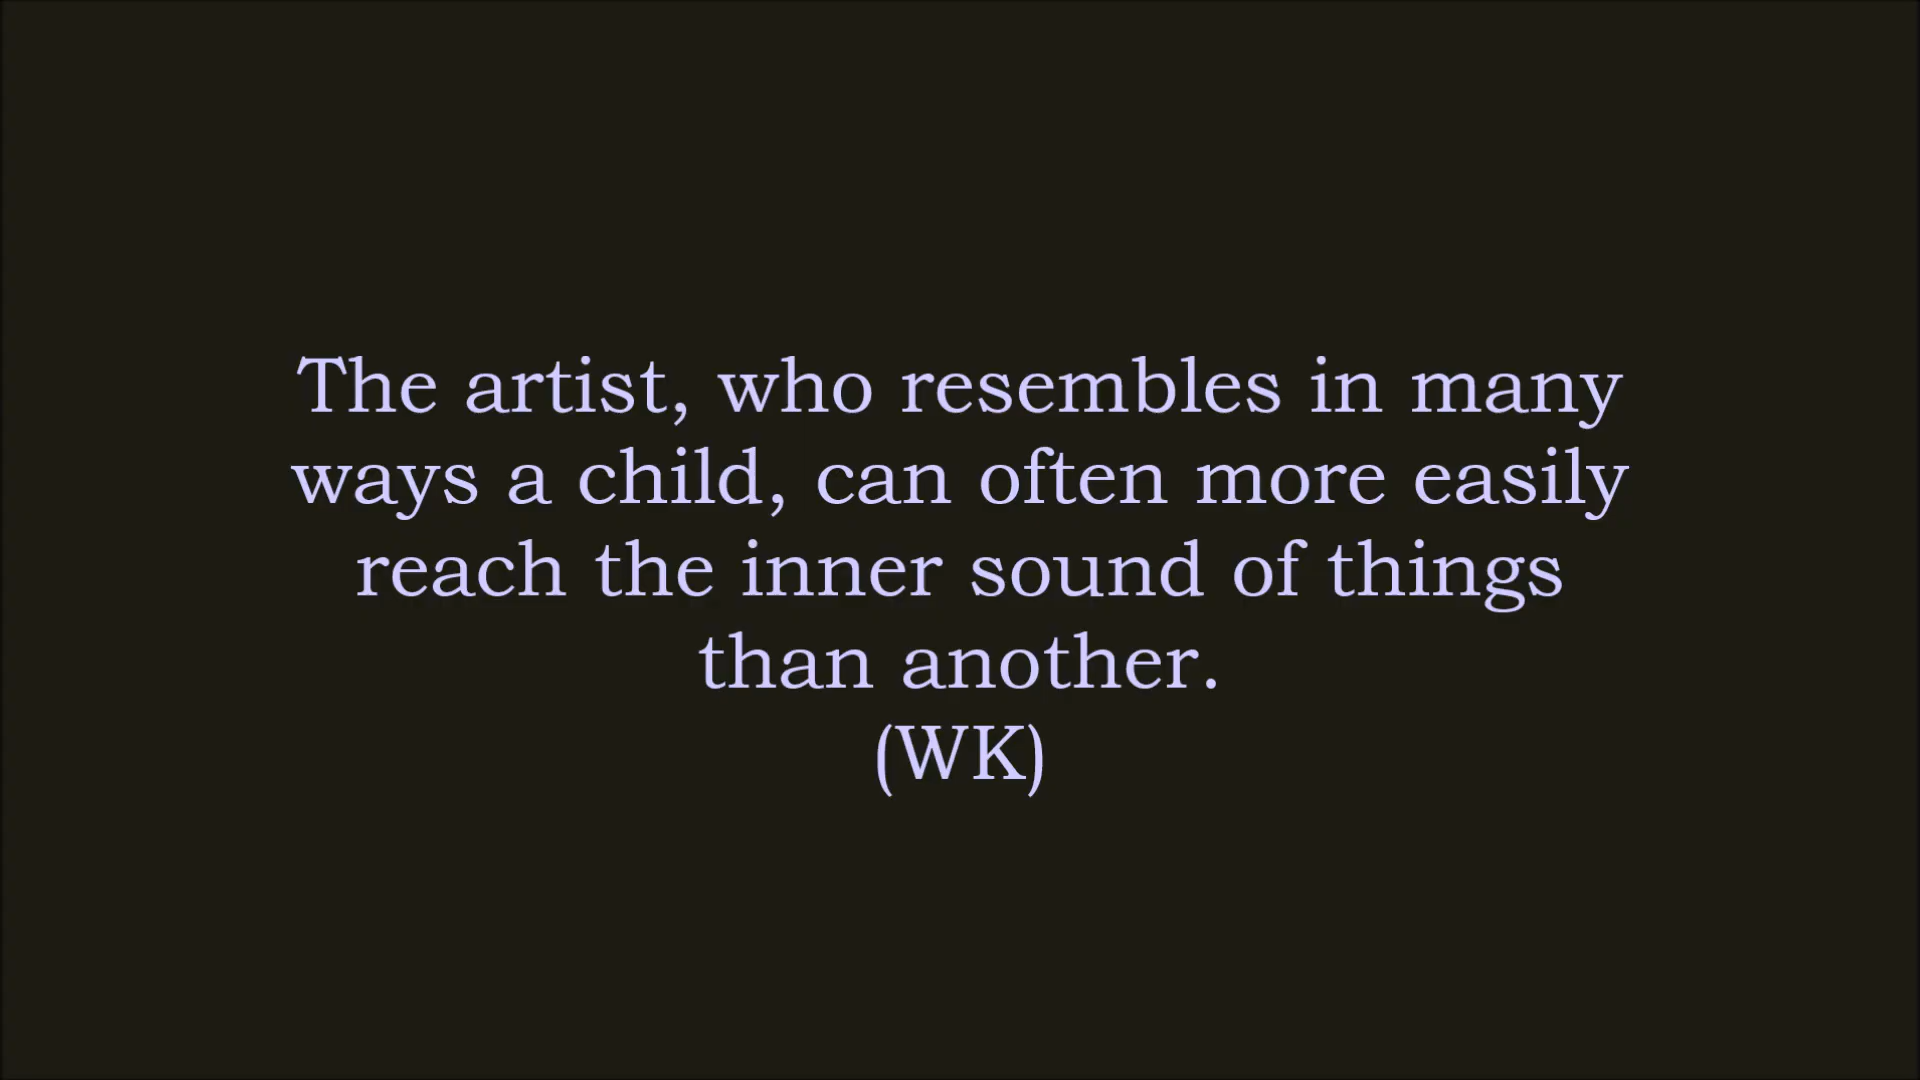 The artist, who resembles in many
ways a child, can often more easily
reach the inner sound of things
than another.
(WK)